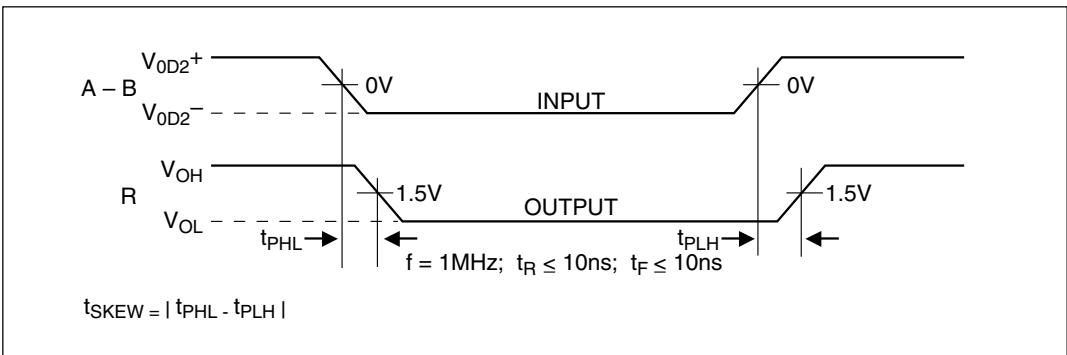 V0D2+
A – B
0V
0V
V0D2–
INPUT
VOH
R
1.5V
1.5V
VOL
OUTPUT
tPHL
tPLH
f = 1MHz; tR ≤ 10ns; tF ≤ 10ns
tSKEW = | tPHL - tPLH |